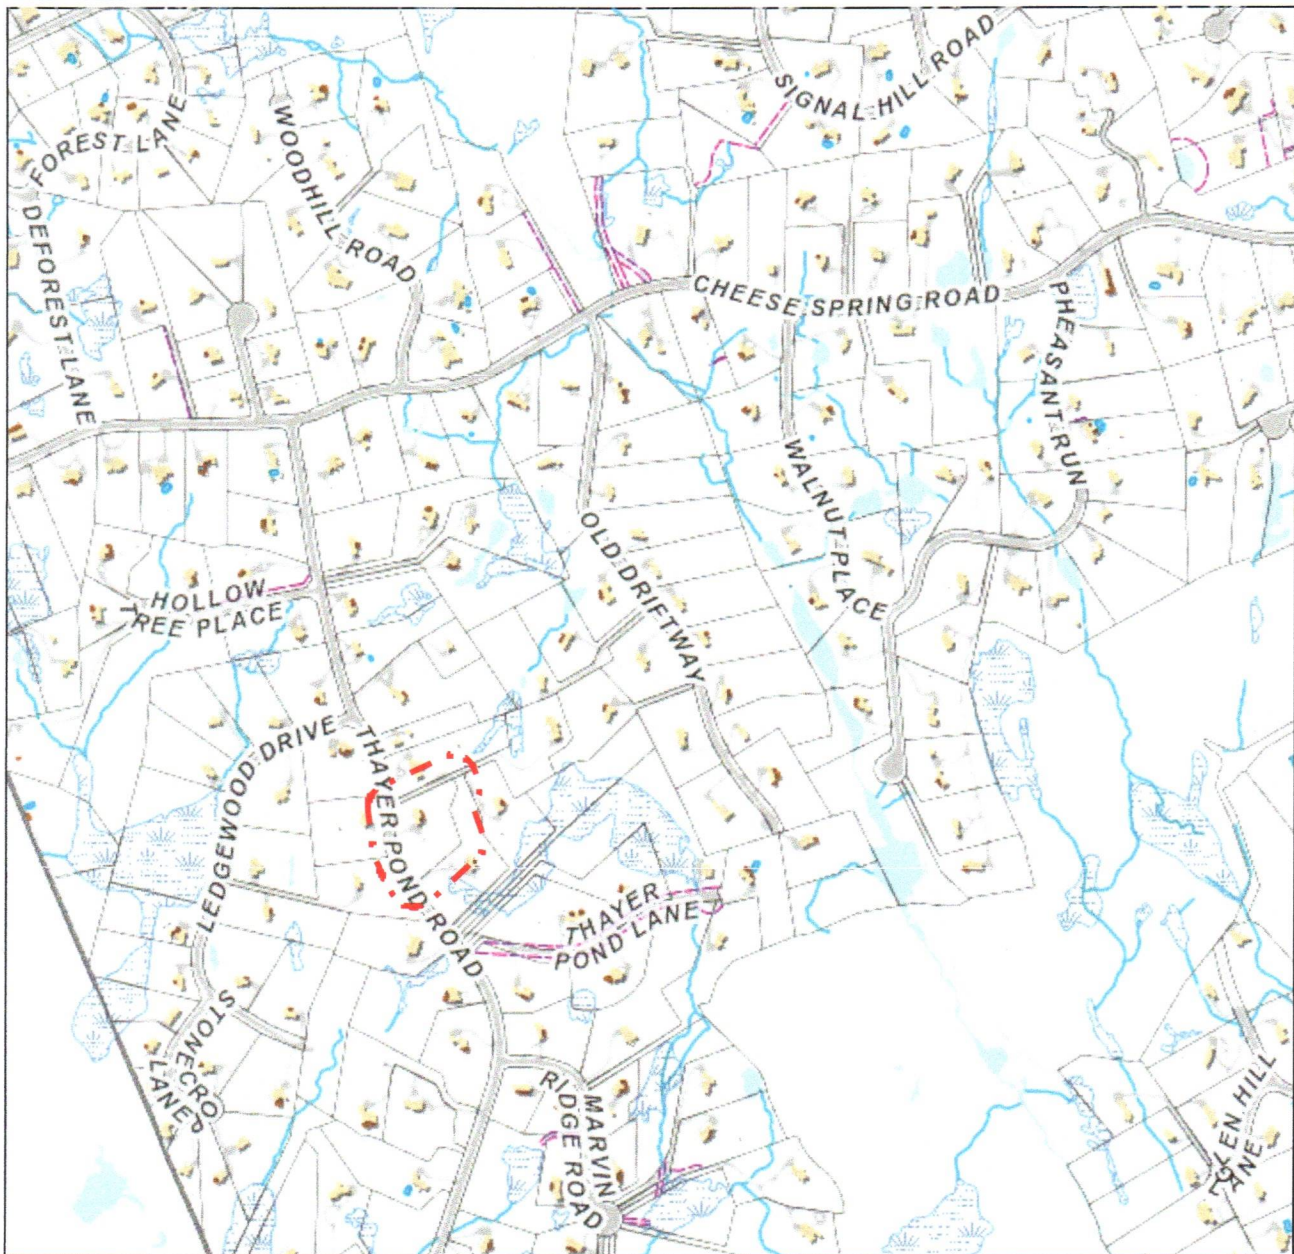 SIGNAL HILL ROAD
FOREST LANE
WOODHILL ROAD
DEFOREST LANE
CHEESE SPRING ROAD
PHEASANT RUN
WALNUT PLACE
OLD DRIFTWAY
HOLLOW
TREE PLACE
LEDGEWOOD DRIVE
THAYER POND ROAD
THAYER
POND LANE
STONECROP
LANE
MARVIN
RIDGE ROAD
GLEN HILL
LANE